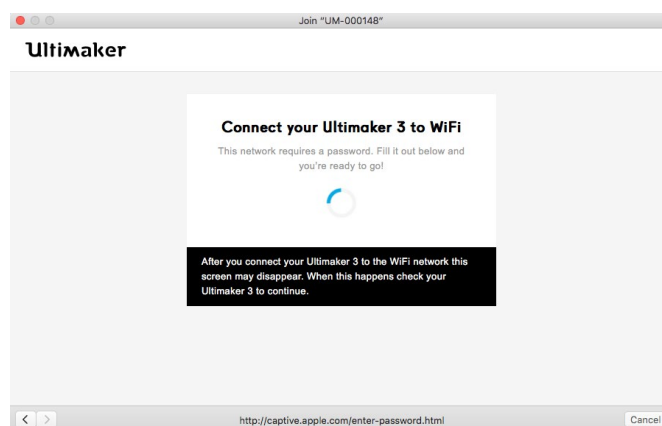 Join “UM-000148”
Ultimaker
Connect your Ultimaker 3 to WiFi
This network requires a password. Fill it out below and
you're ready to go!
After you connect your Ultimaker 3 to the WiFi network this
screen may disappear. When this happens check your
Ultimaker 3 to continue.
http://captive.apple.com/enter-password.html
Cancel